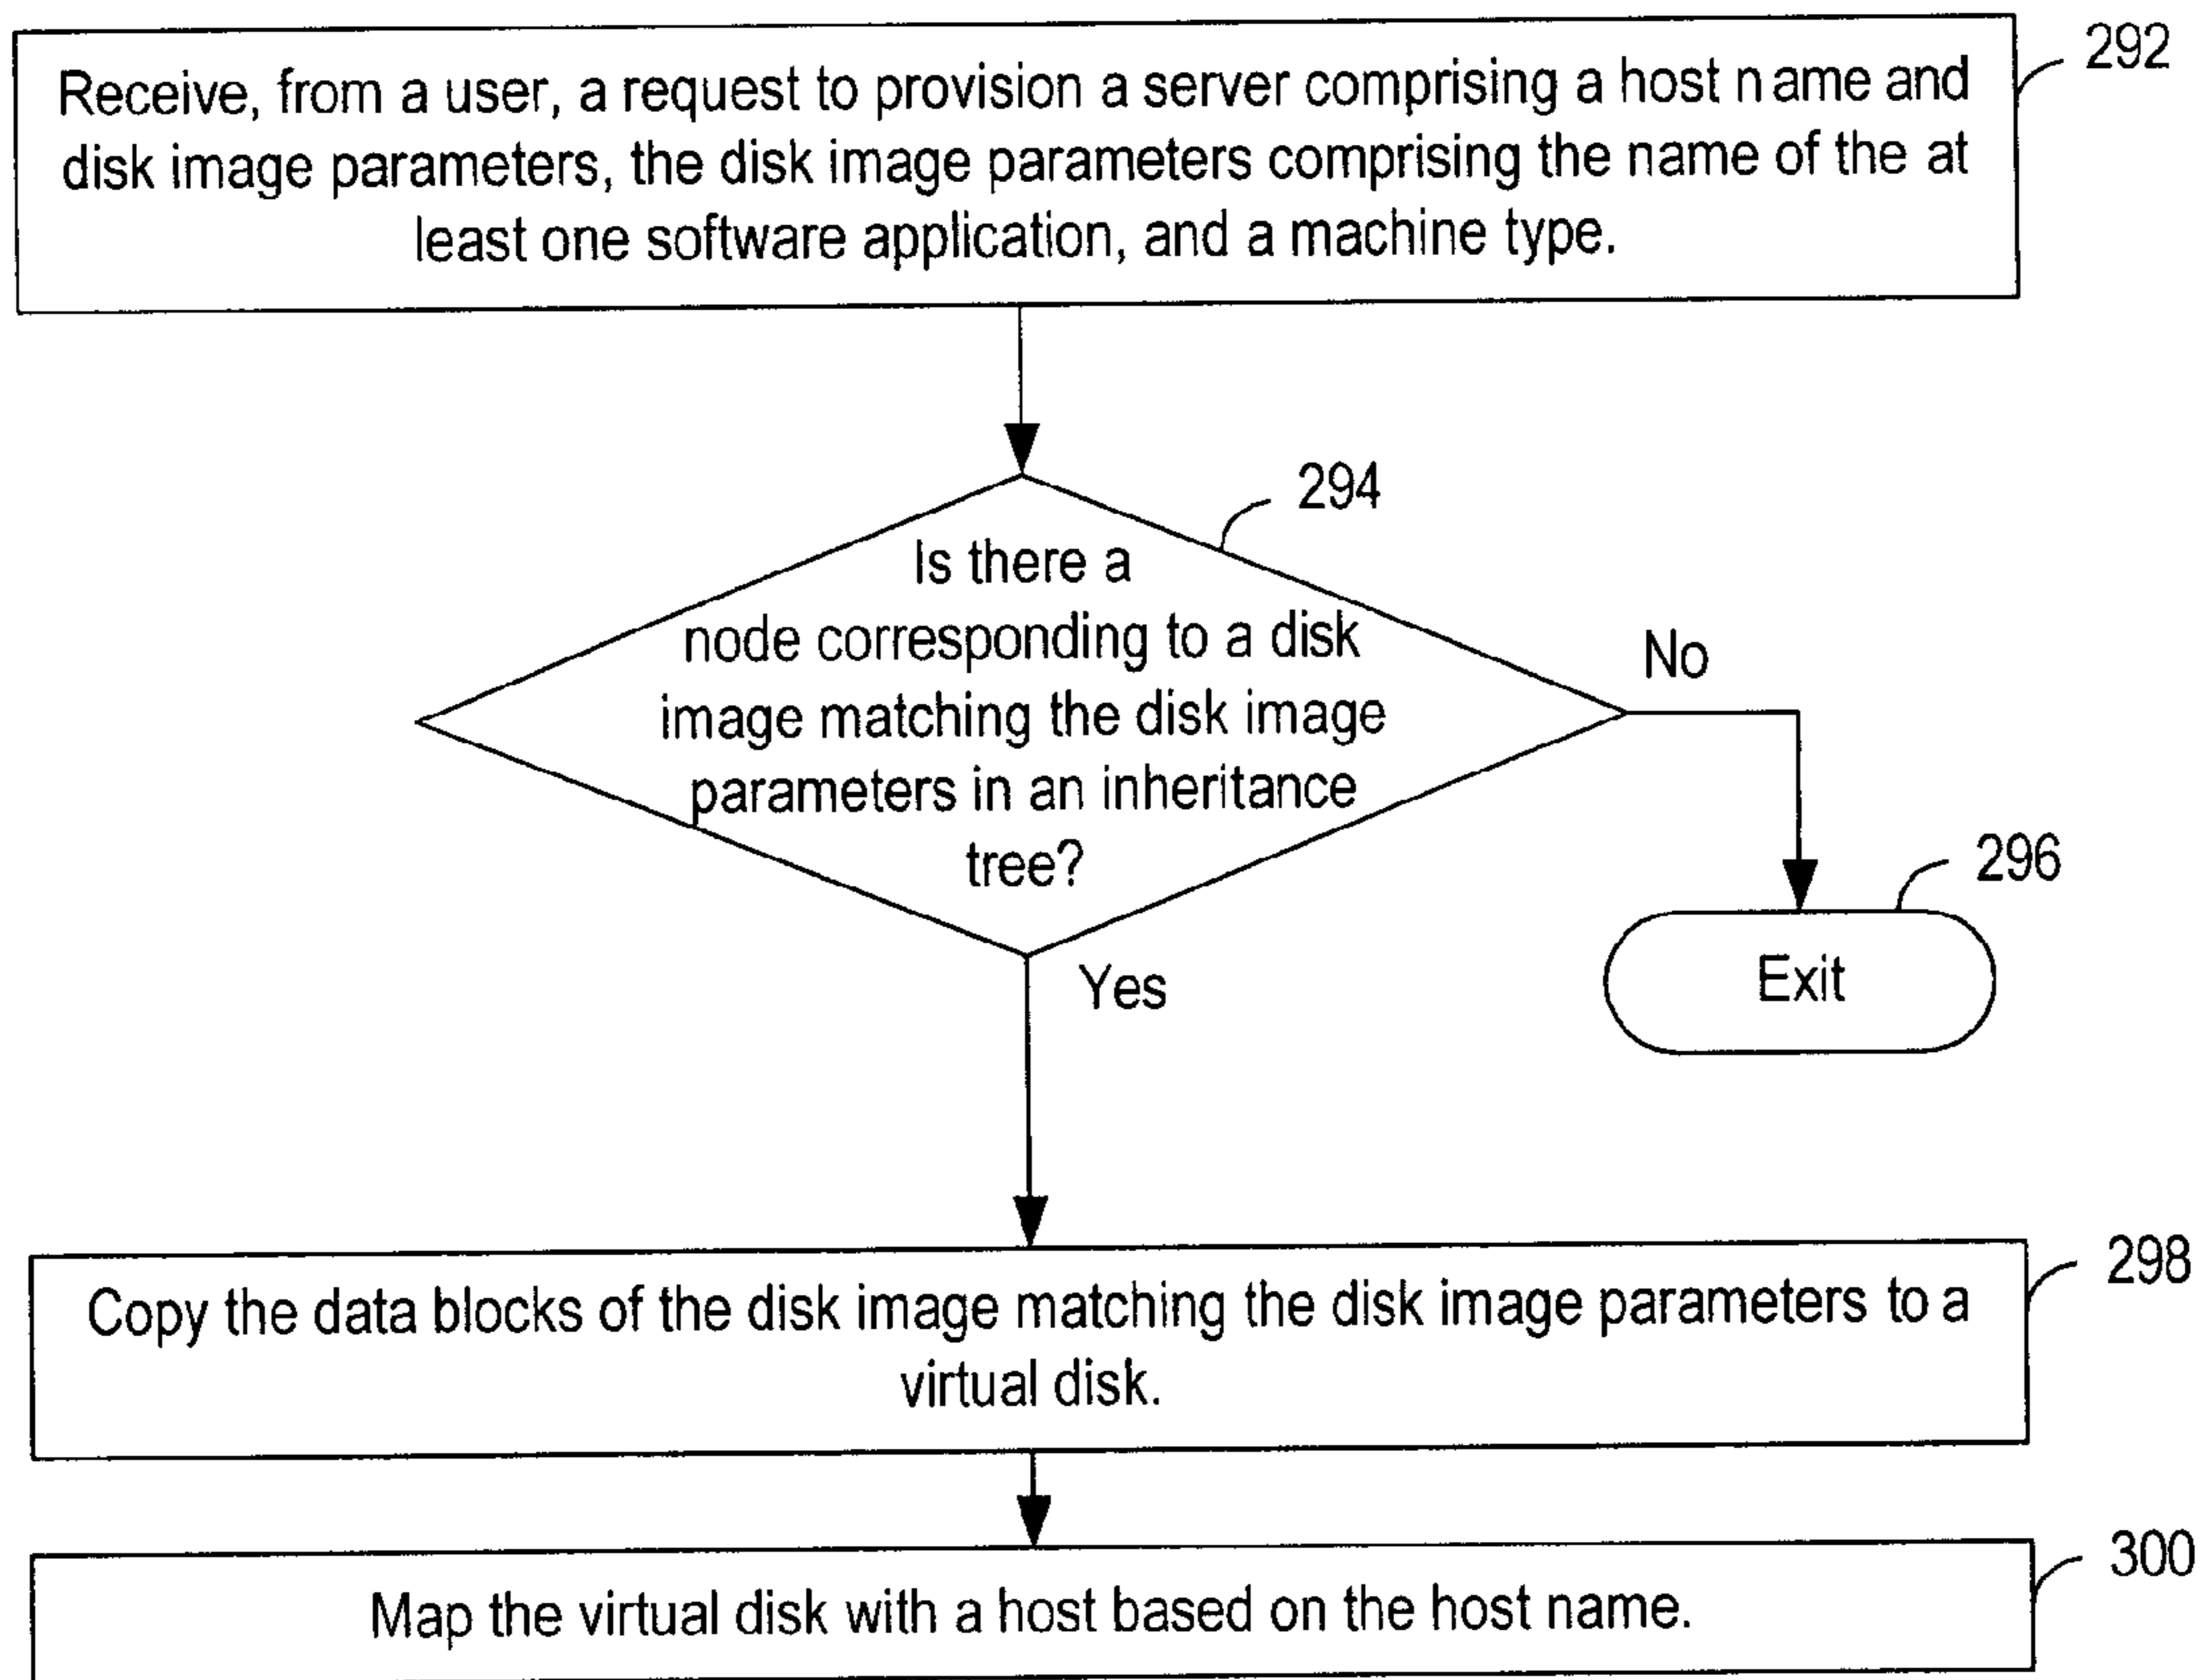 292
Receive, from a user, a request to provision a server comprising a host name and
disk image parameters, the disk image parameters comprising the name of the at
least one software application, and a machine type.
294
Is there a
node corresponding to a disk
image matching the disk image
parameters in an inheritance
tree?
No
296
Exit
Yes
298
Copy the data blocks of the disk image matching the disk image parameters to a
virtual disk.
300
Map the virtual disk with a host based on the host name.